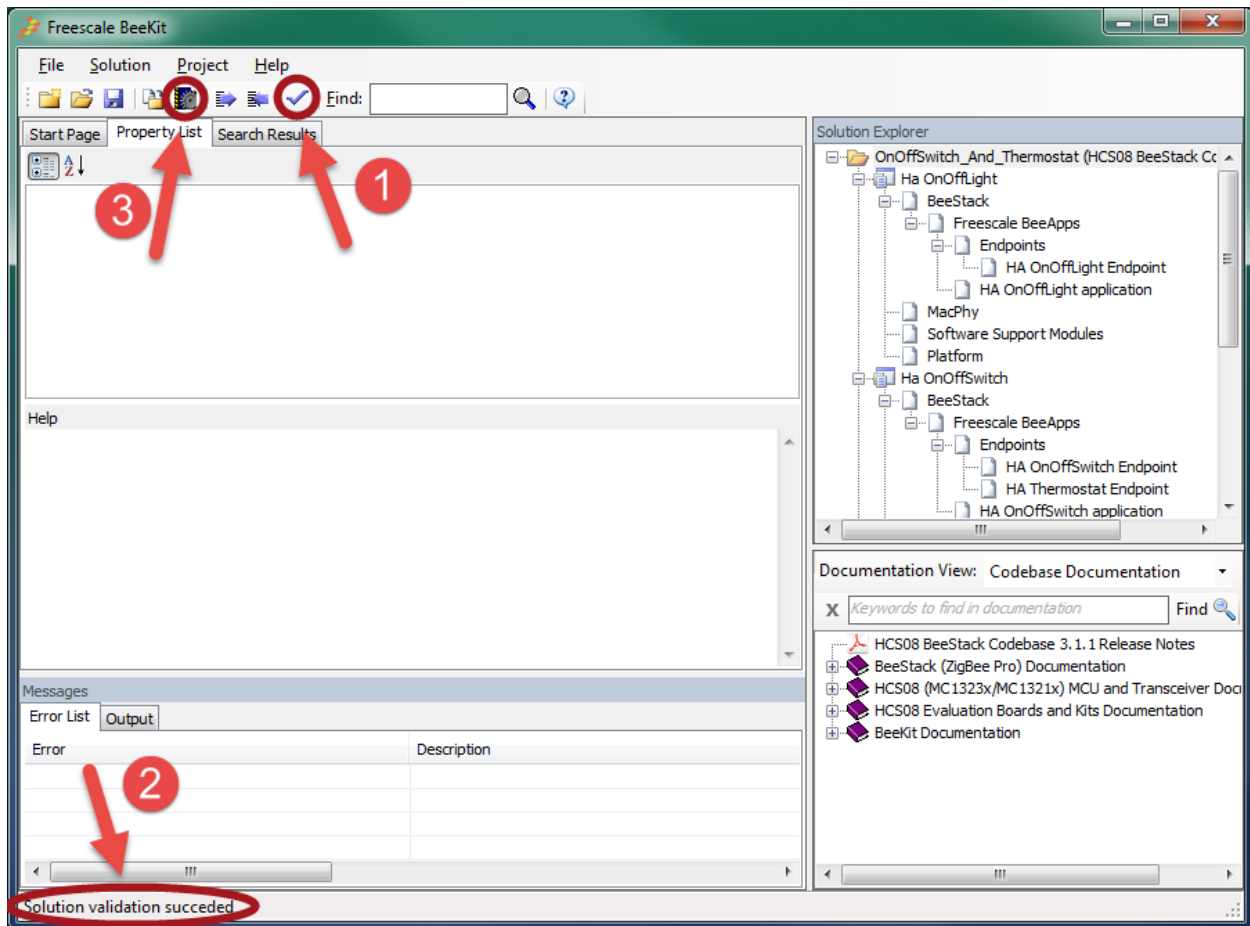 Freescale BeeKit
File Solution Project Help
Find:
Start Page Property List Search Results
A
Z
3
1
Help
Messages
Error List Output
Error Description
2
Solution validation succeded
Solution Explorer
OnOffSwitch_And_Thermostat (HCS08 BeeStack Cc
Ha OnOffLight
BeeStack
Freescale BeeApps
Endpoints
HA OnOffLight Endpoint
HA OnOffLight application
MacPhy
Software Support Modules
Platform
Ha OnOffSwitch
BeeStack
Freescale BeeApps
Endpoints
HA OnOffSwitch Endpoint
HA Thermostat Endpoint
HA OnOffSwitch application
Documentation View: Codebase Documentation
x Keywords to find in documentation Find
HCS08 BeeStack Codebase 3.1.1 Release Notes
BeeStack (ZigBee Pro) Documentation
HCS08 (MC1323x/MC1321x) MCU and Transceiver Docu
HCS08 Evaluation Boards and Kits Documentation
BeeKit Documentation